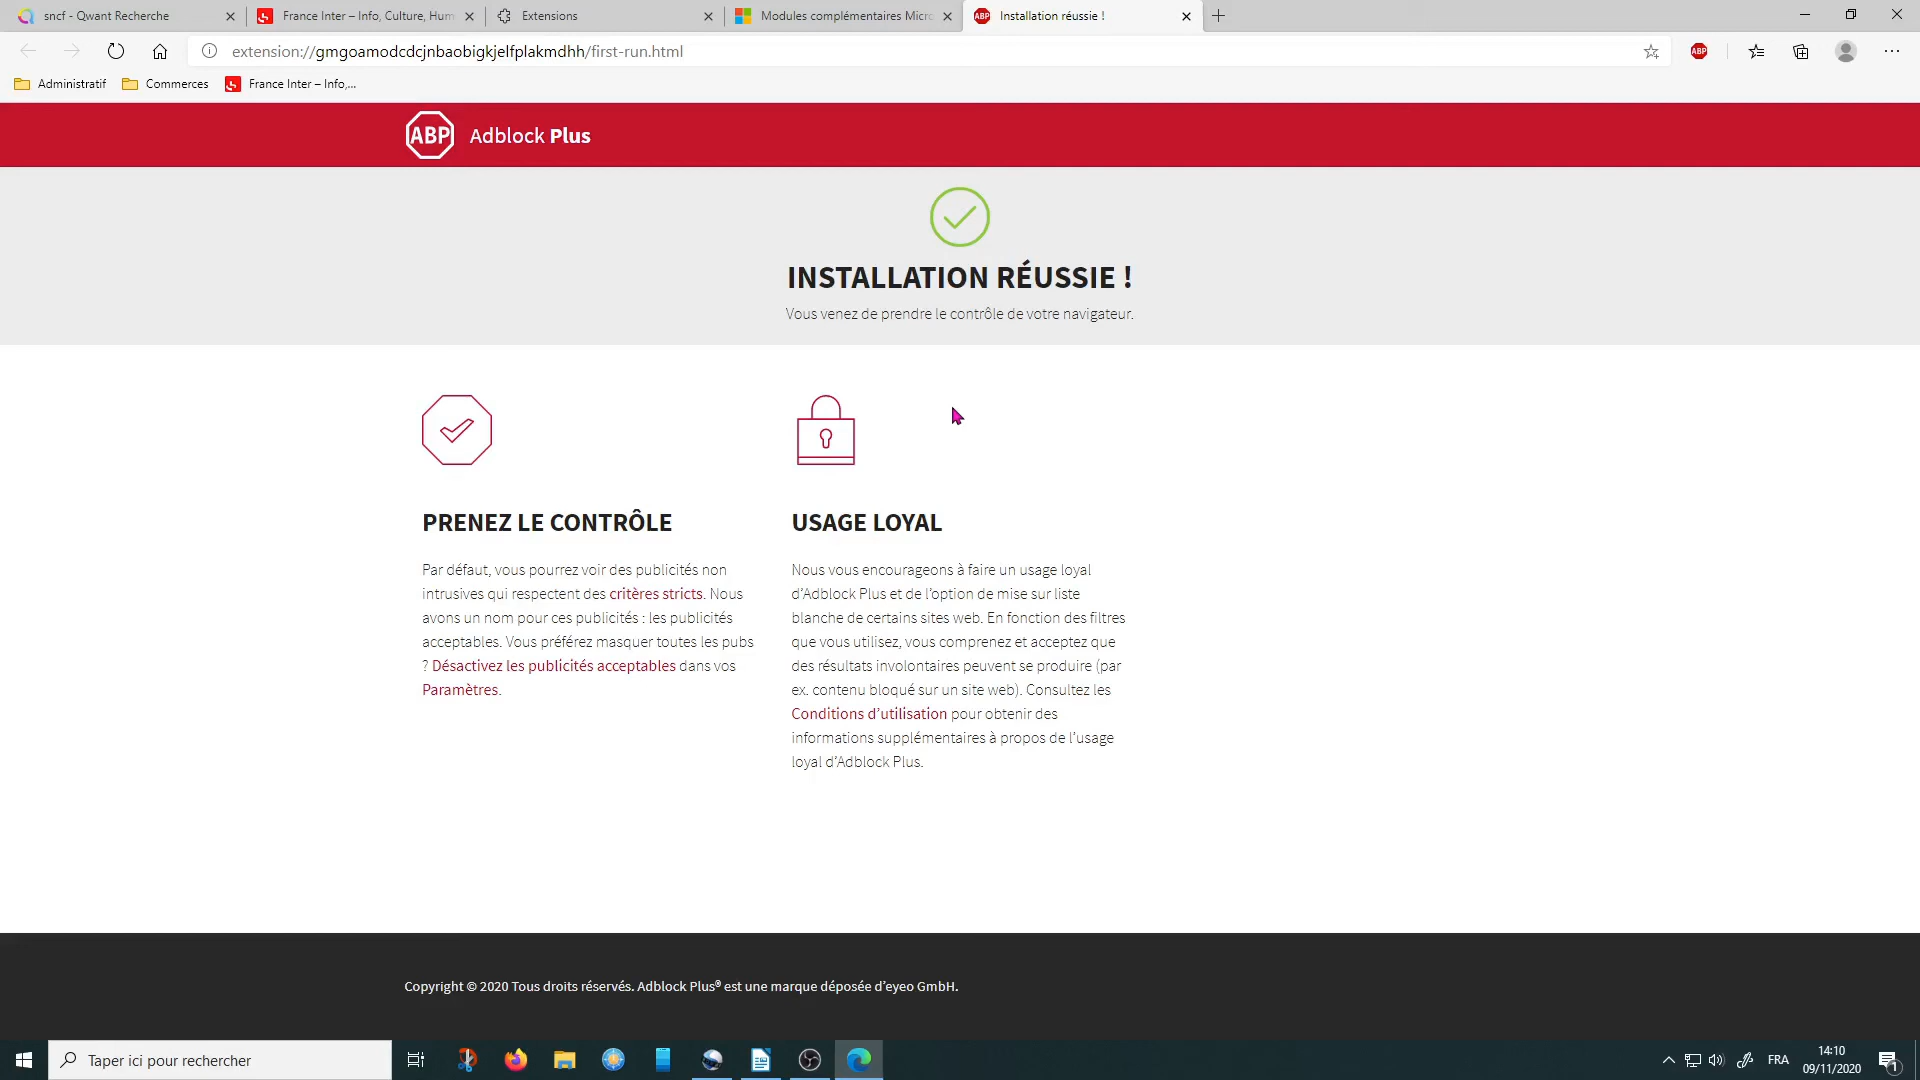 sncf - Qwant Recherche
France Inter – Info, Culture, Hum
Extensions
Modules complémentaires Micro
ABP
Installation réussie !
extension://gmgoamodcdcjnbaobigkjelfplakmdhh/first-run.html
ABP
Administratif
Commerces
France Inter – Info,...
ABP
Adblock Plus
INSTALLATION RÉUSSIE !
Vous venez de prendre le contrôle de votre navigateur.
PRENEZ LE CONTRÔLE
Par défaut, vous pourrez voir des publicités non
intrusives qui respectent des critères stricts. Nous
avons un nom pour ces publicités : les publicités
acceptables. Vous préférez masquer toutes les pubs
? Désactivez les publicités acceptables dans vos
Paramètres.
USAGE LOYAL
Nous vous encourageons à faire un usage loyal
d’Adblock Plus et de l’option de mise sur liste
blanche de certains sites web. En fonction des filtres
que vous utilisez, vous comprenez et acceptez que
des résultats involontaires peuvent se produire (par
ex. contenu bloqué sur un site web). Consultez les
Conditions d’utilisation pour obtenir des
informations supplémentaires à propos de l’usage
loyal d’Adblock Plus.
Copyright © 2020 Tous droits réservés. Adblock Plus® est une marque déposée d’eyeo GmbH.
Taper ici pour rechercher
FRA
14:10
09/11/2020
1